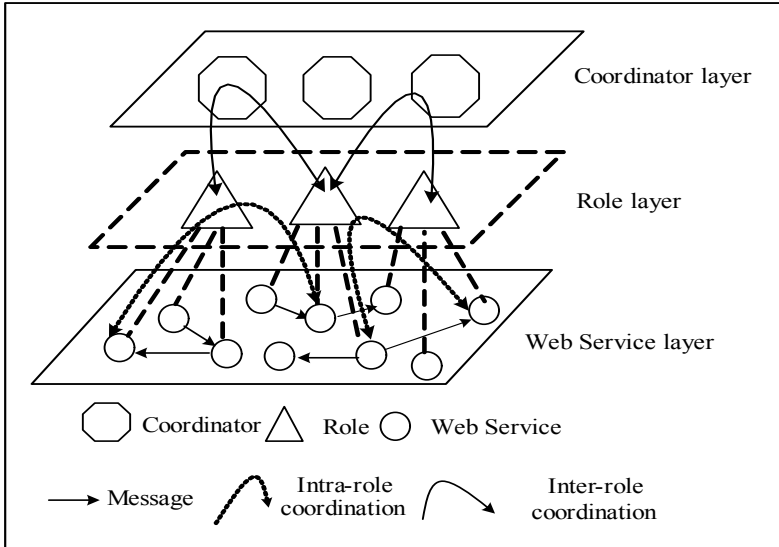 Coordinator layer
Role layer
Web Service layer
Coordinator
Role
Web Service
Message
Intra-role
coordination
Inter-role
coordination